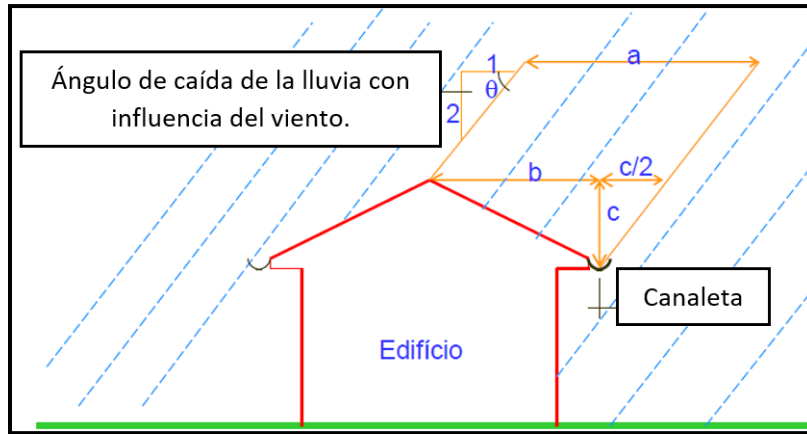 Ángulo de caída de la lluvia con
influencia del viento.
1
θ
2
a
b
c/2
c
Canaleta
Edifício